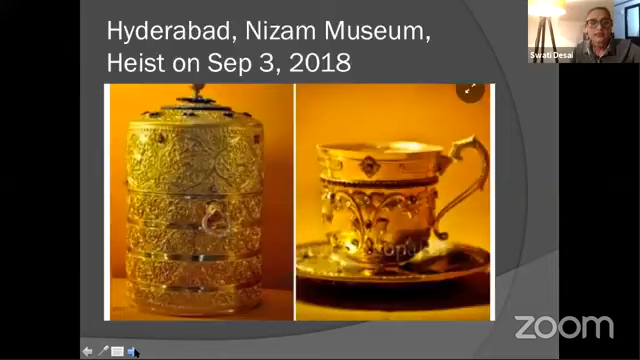 Hyderabad, Nizam Museum,
Heist on Sep 3, 2018
Swati Desai
zoom